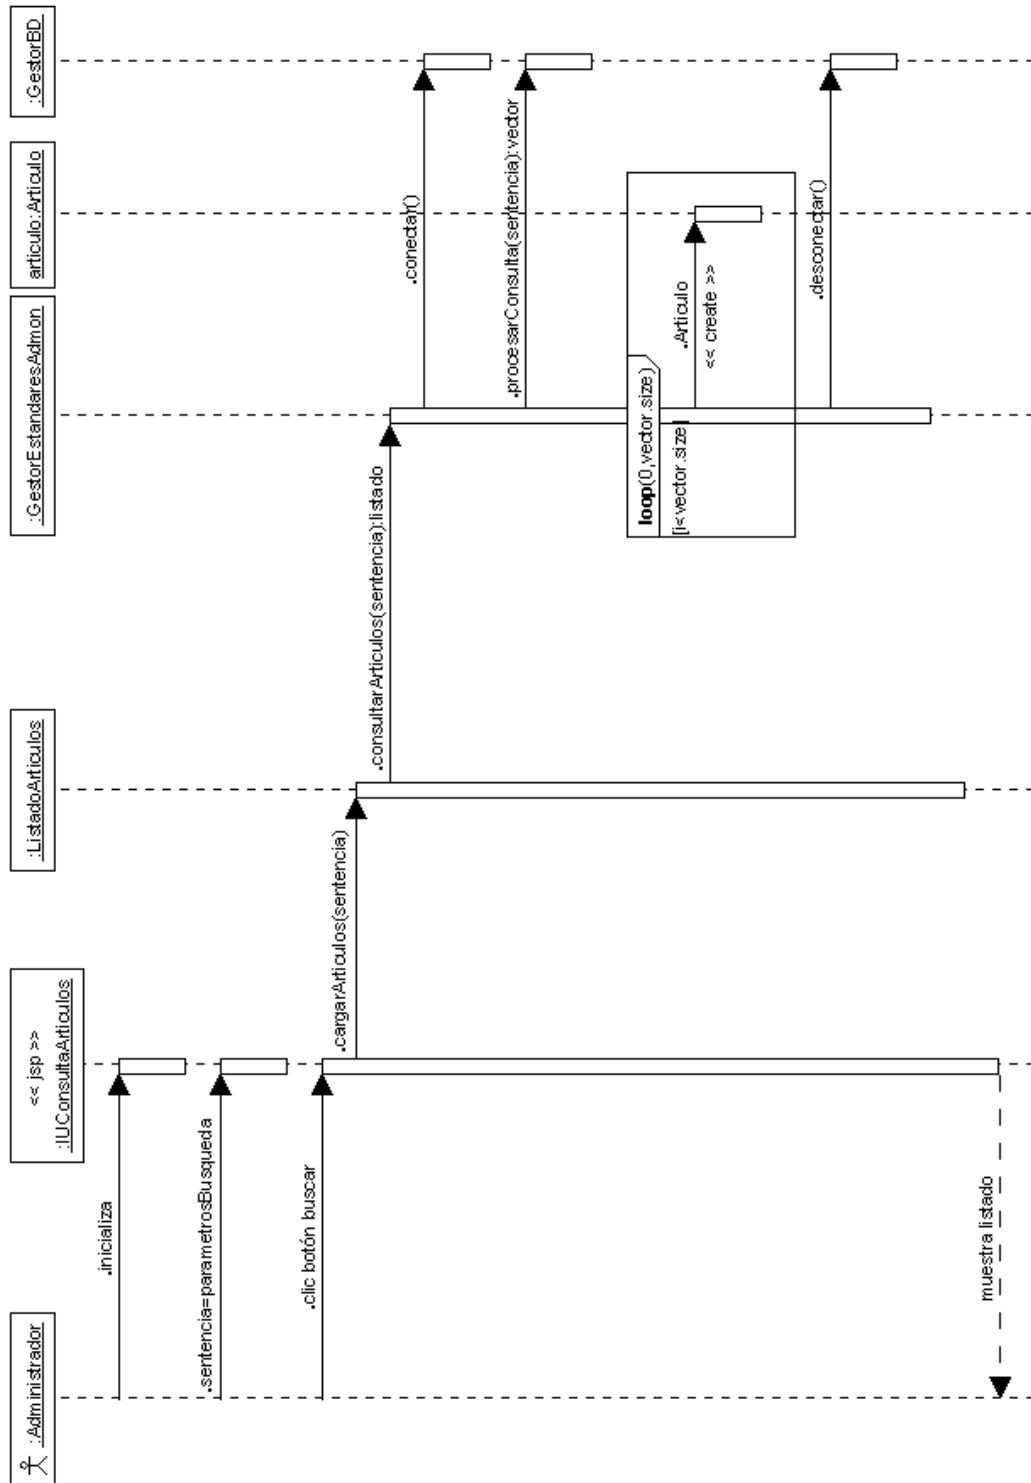 :Administrador
<< jsp >>
:IUConsultaArticulos
:ListadoArticulos
:GestorEstandaresAdmon
articulo:Articulo
:GestorBD
.inicializa
.sentencia=parametrosBusqueda
.clic botón buscar
.cargarArticulos(sentencia)
.consultarArticulos(sentencia):listado
.conectar()
.procesarConsulta(sentencia):vector
loop(0,vector.size)
[i<vector.size]
.Articulo
<< create >>
.desconectar()
muestra listado